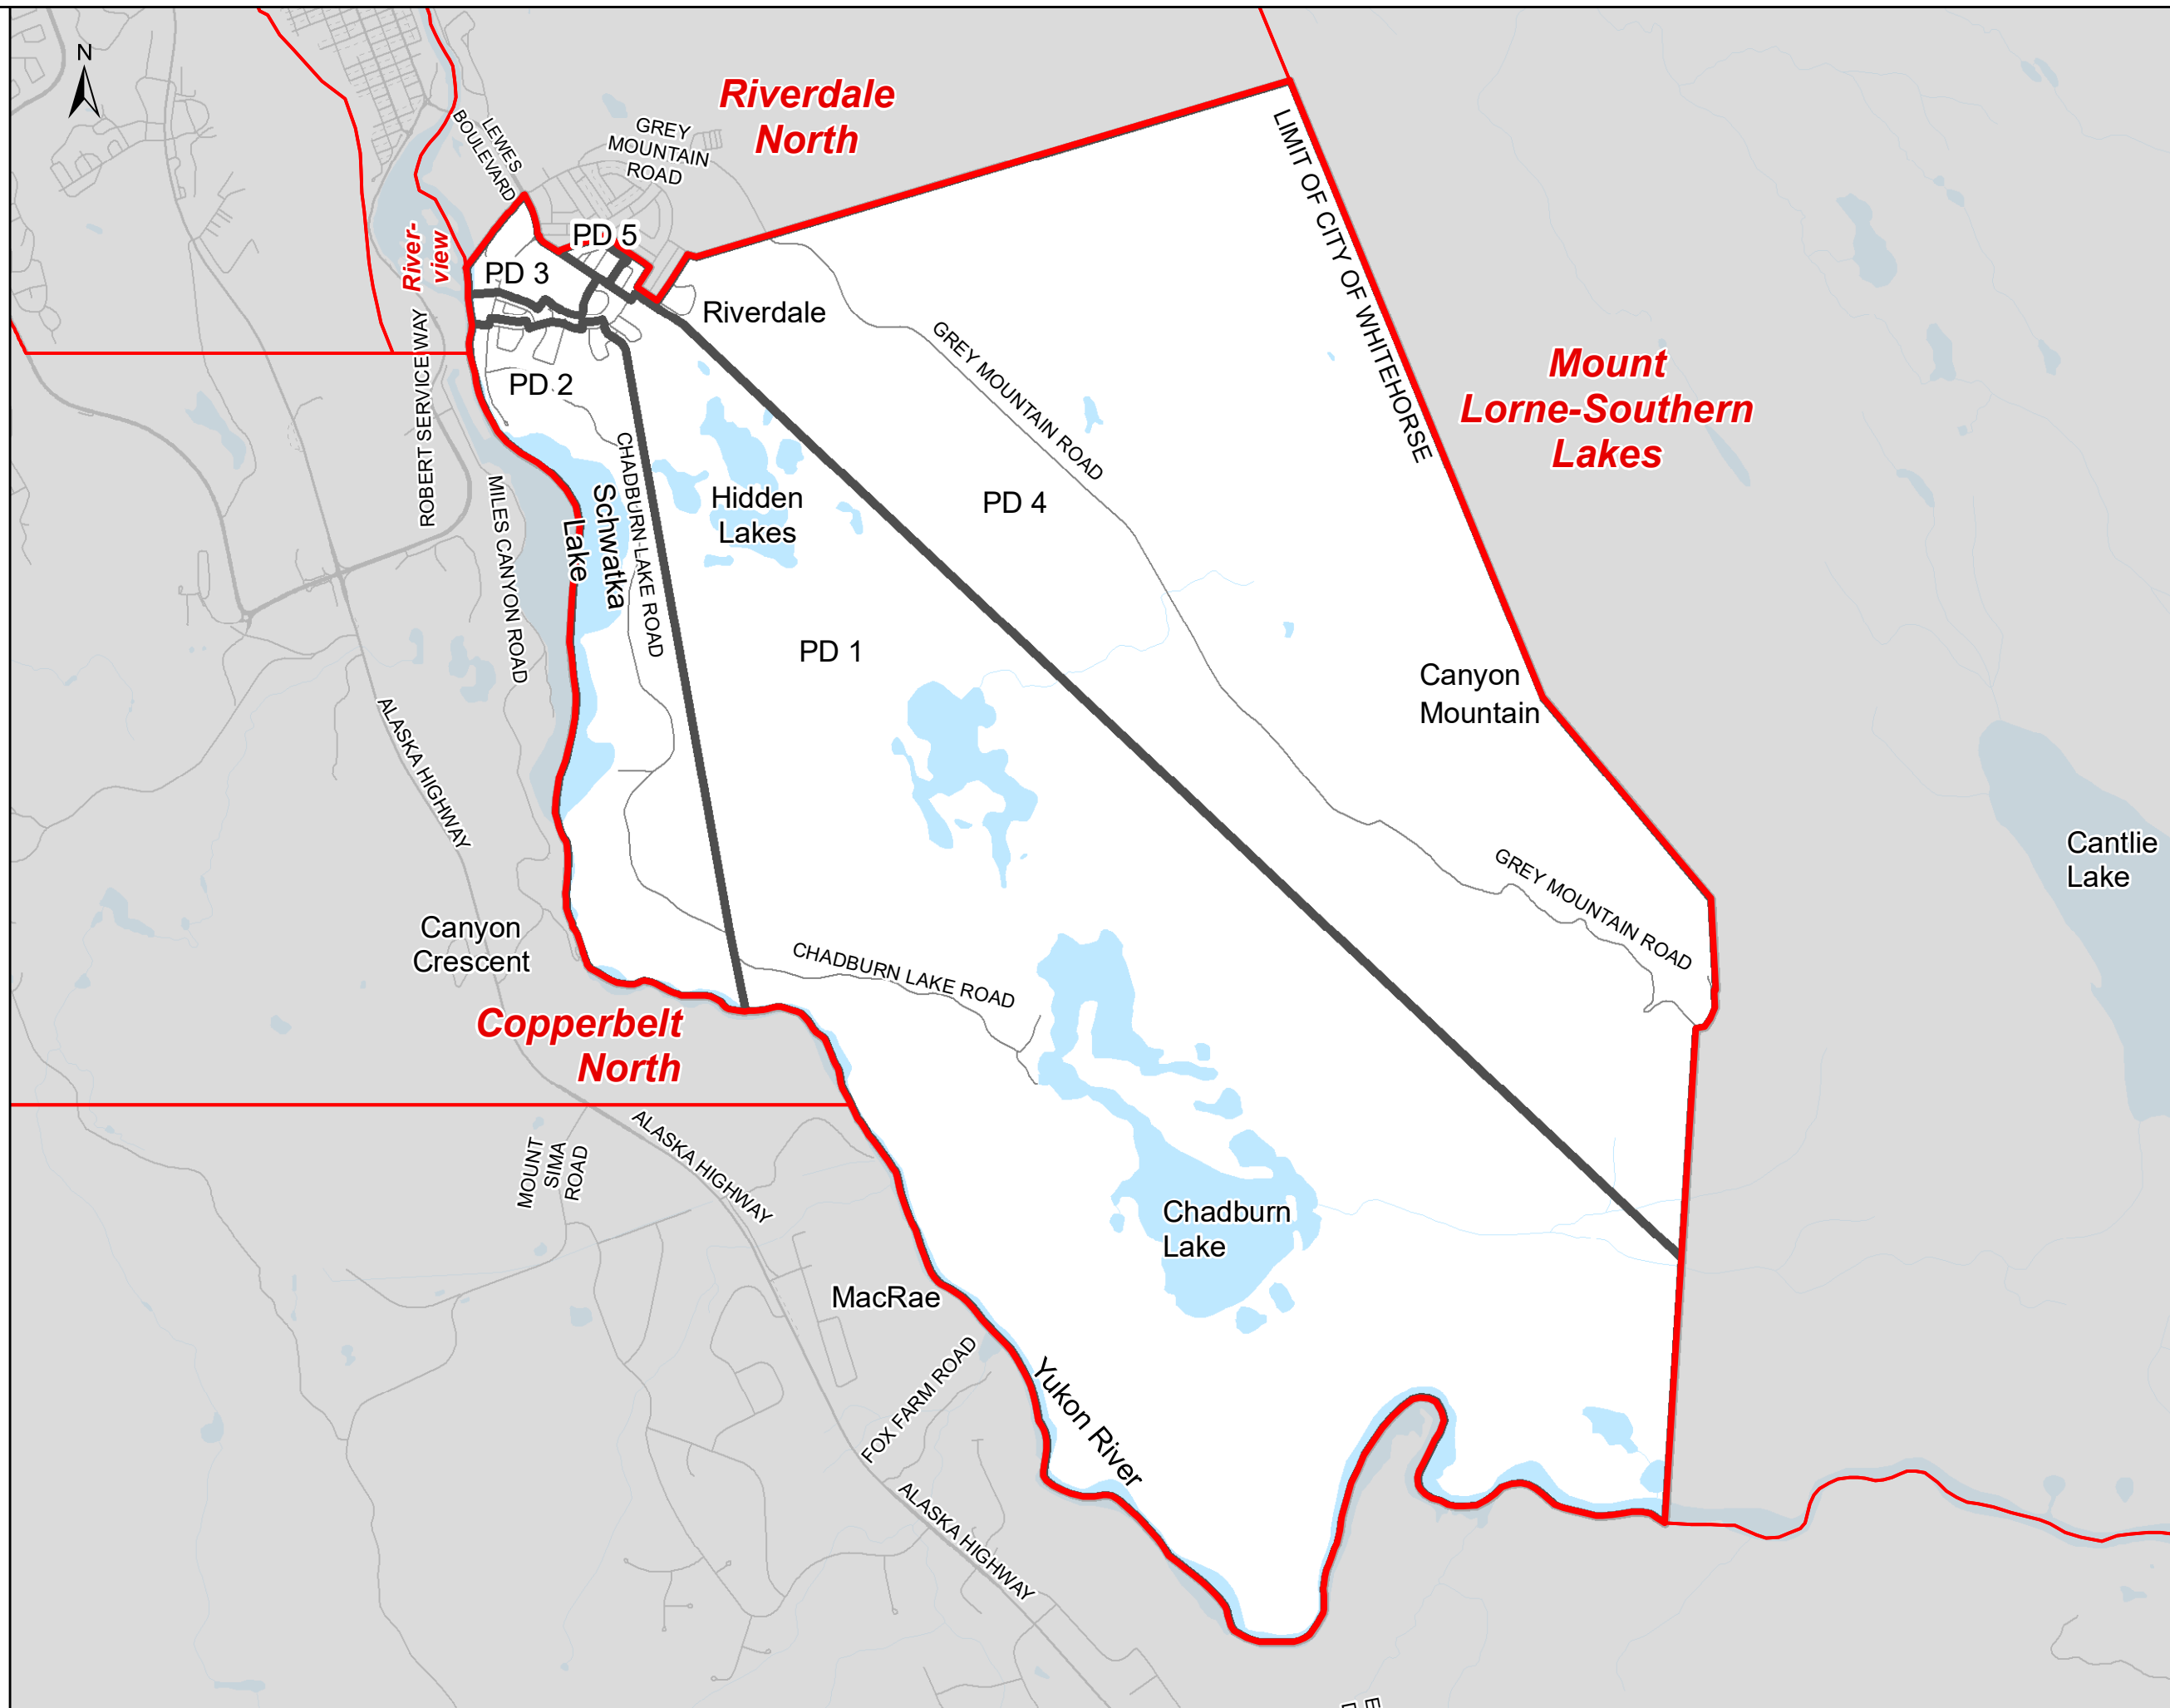 N
Riverdale
North
LEWES
BOULEVARD
GREY
MOUNTAIN
ROAD
LIMIT OF CITY OF WHITEHORSE
River-
view
PD 5
PD 3
Riverdale
PD 2
ROBERT SERVICE WAY
GREY MOUNTAIN ROAD
Mount
Lorne-Southern
Lakes
MILES CANYON ROAD
Schwatka
Lake
CHADBURN LAKE ROAD
Hidden
Lakes
PD 4
PD 1
Canyon
Mountain
ALASKA HIGHWAY
Cantlie
Lake
GREY MOUNTAIN ROAD
Canyon
Crescent
CHADBURN LAKE ROAD
Copperbelt
North
MOUNT
SIMA
ROAD
ALASKA HIGHWAY
Chadburn
Lake
MacRae
FOX FARM ROAD
Yukon River
ALASKA HIGHWAY